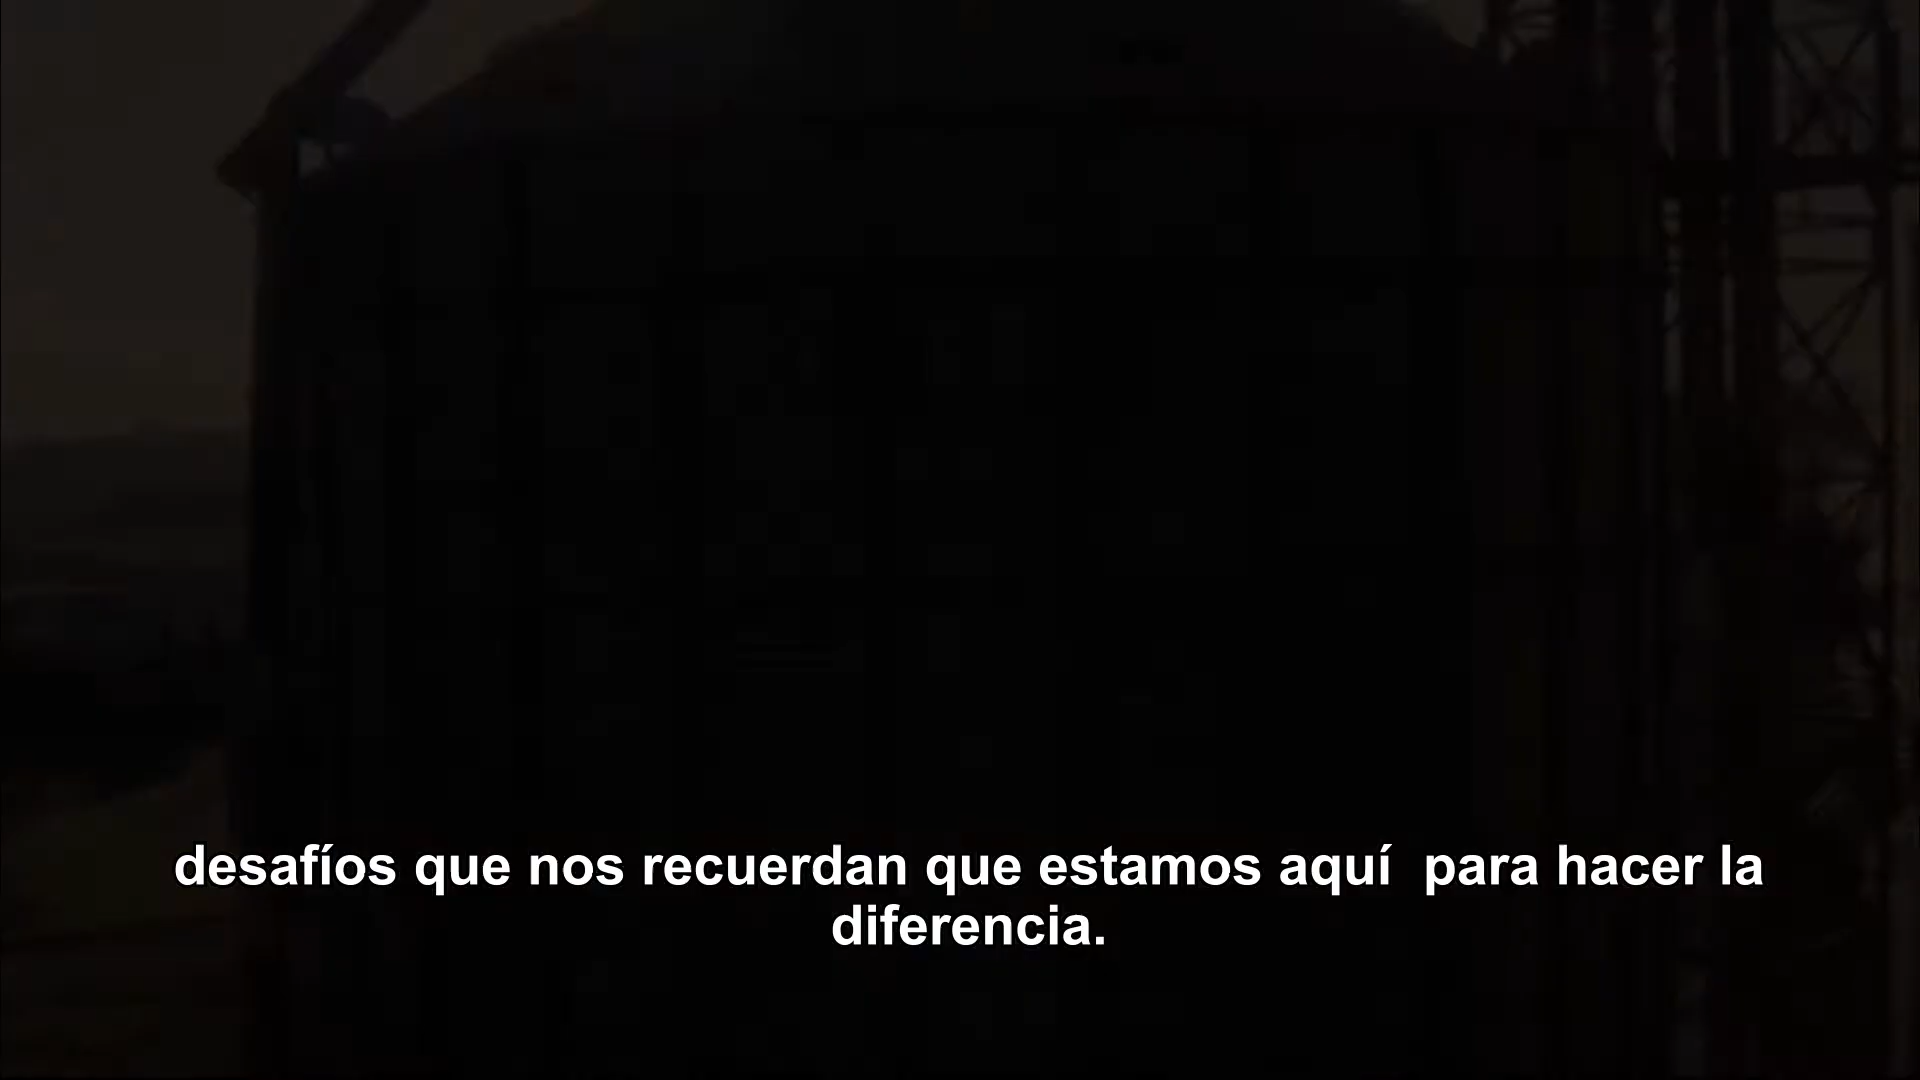 desafíos que nos recuerdan que estamos aquí  para hacer la
diferencia.